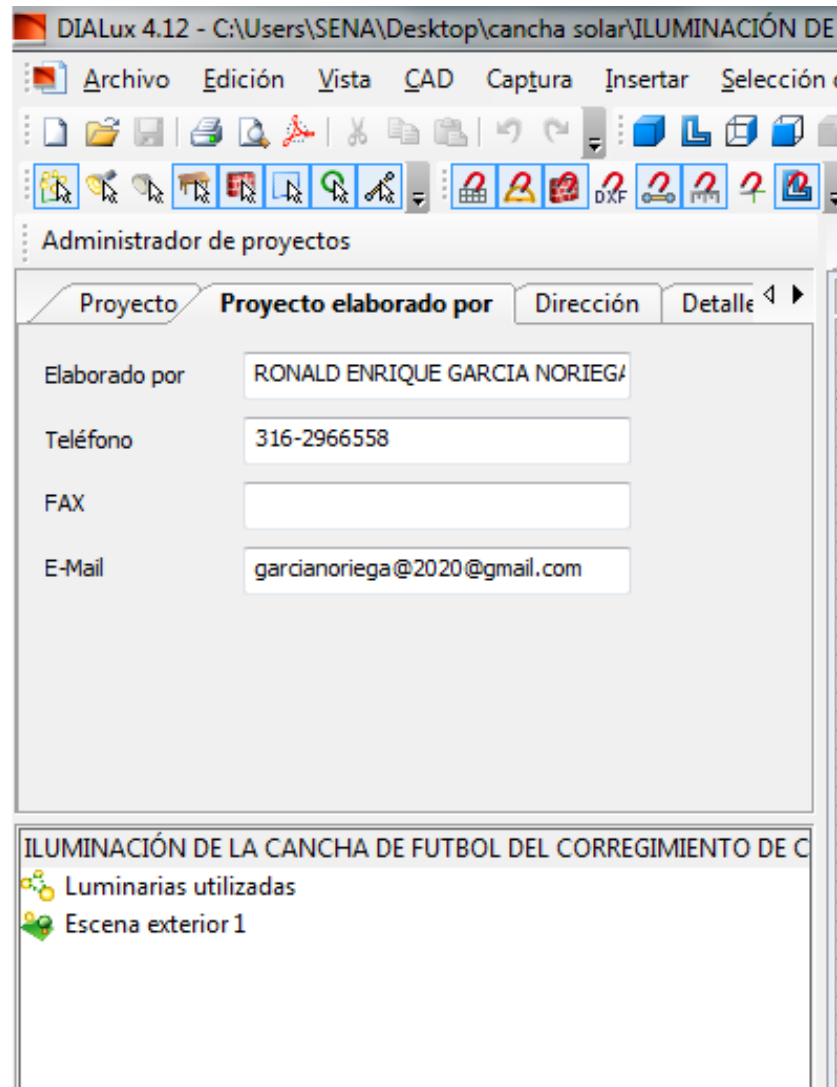 DIALux 4.12 - C:\Users\SENA\Desktop\cancha solar\ILUMINACIÓN DE
Archivo Edición Vista CAD Captura Insertar Selección
DXF
Administrador de proyectos
Proyecto Proyecto elaborado por Dirección Detalle
Elaborado por RONALD ENRIQUE GARCIA NORIEGA
Teléfono 316-2966558
FAX
E-Mail garcianoriega@2020@gmail.com
ILUMINACIÓN DE LA CANCHA DE FUTBOL DEL CORREGIMIENTO DE C
Luminarias utilizadas
Escena exterior 1